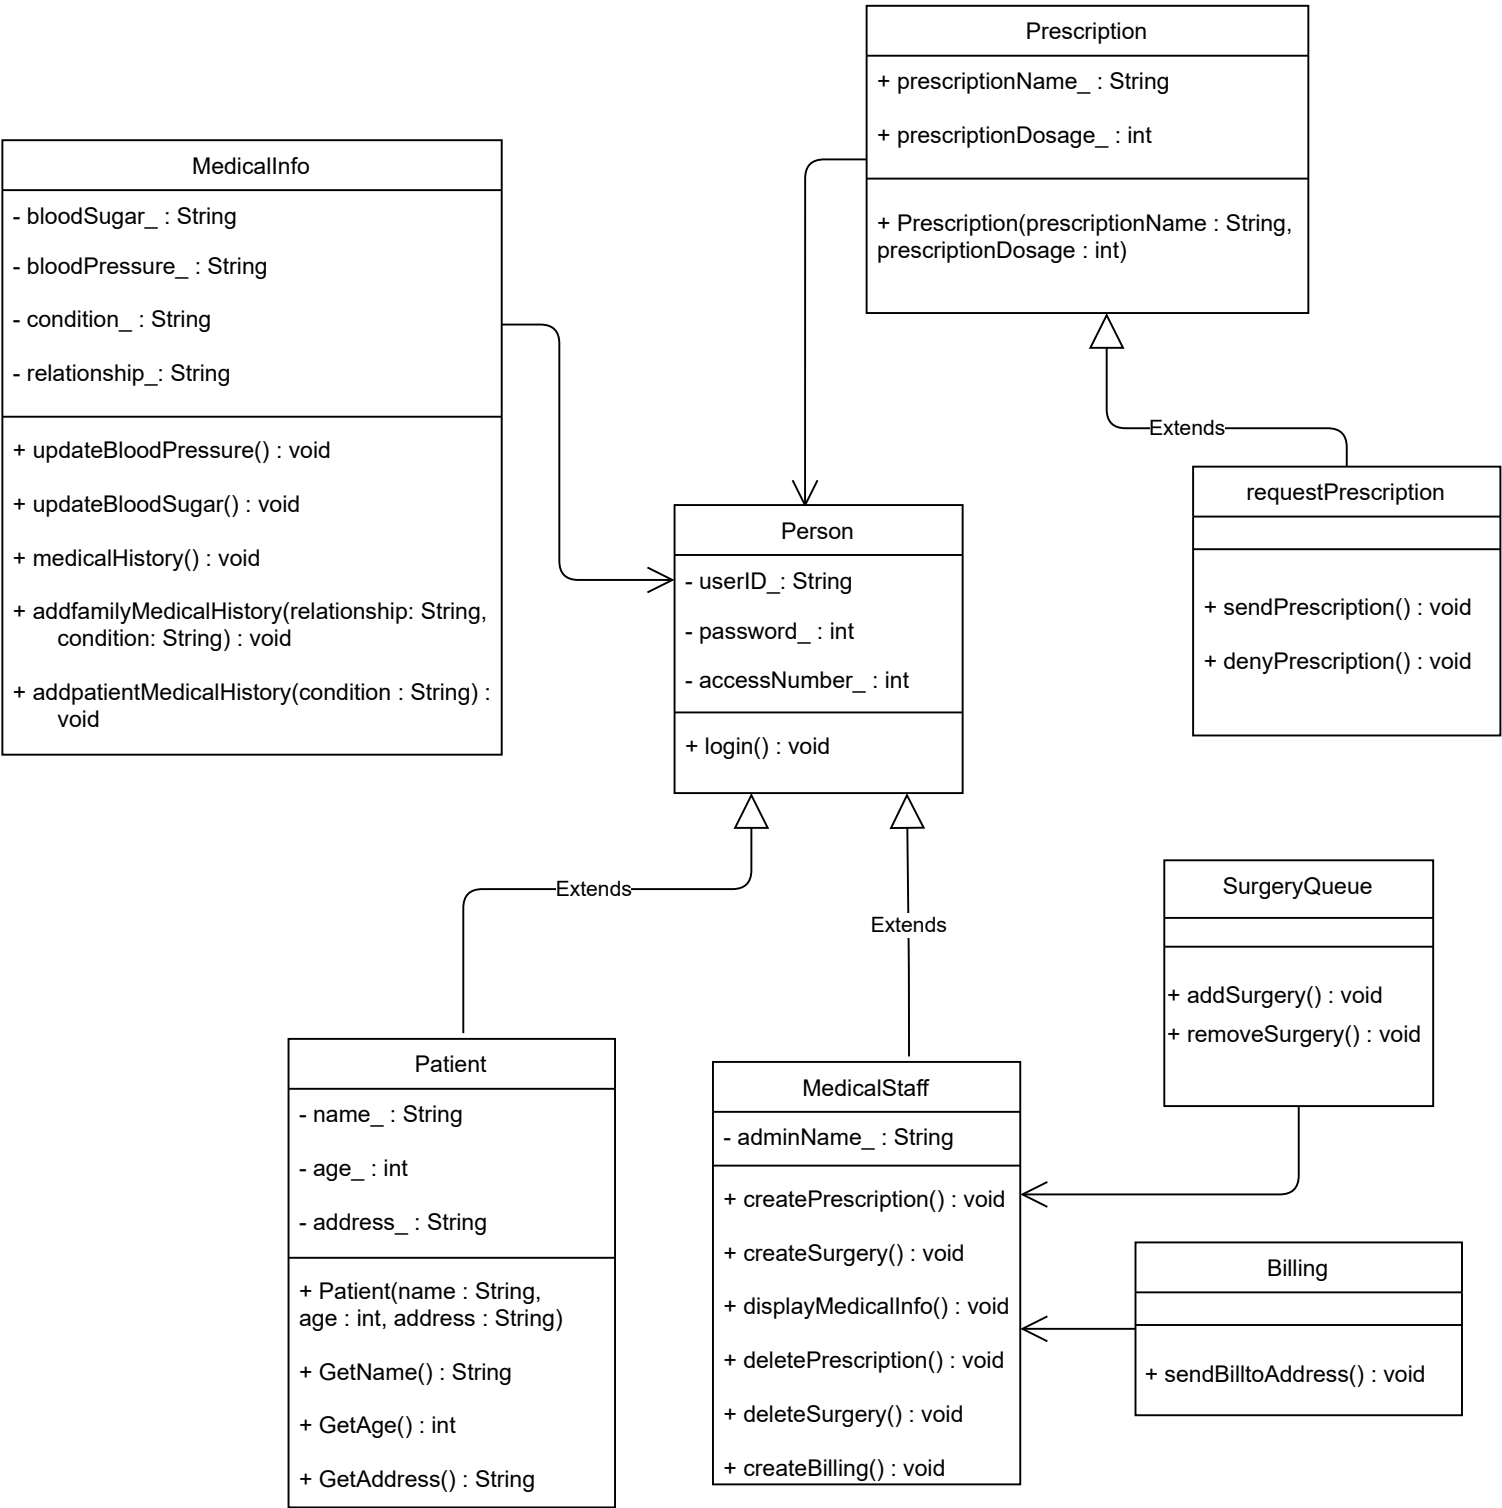 Prescription
+ prescriptionName_ : String
+ prescriptionDosage_ : int
+ Prescription(prescriptionName : String,
prescriptionDosage : int)
MedicalInfo
- bloodSugar_ : String
- bloodPressure_ : String
- condition_ : String
- relationship_: String
+ updateBloodPressure() : void
+ updateBloodSugar() : void
+ medicalHistory() : void
+ addfamilyMedicalHistory(relationship: String,
condition: String) : void
+ addpatientMedicalHistory(condition : String) :
void
Extends
requestPrescription
+ sendPrescription() : void
+ denyPrescription() : void
Person
- userID_: String
- password_ : int
- accessNumber_ : int
+ login() : void
Extends
Extends
SurgeryQueue
+ addSurgery() : void
+ removeSurgery() : void
Patient
- name_ : String
- age_ : int
- address_ : String
+ Patient(name : String,
age : int, address : String)
+ GetName() : String
+ GetAge() : int
+ GetAddress() : String
MedicalStaff
- adminName_ : String
+ createPrescription() : void
+ createSurgery() : void
+ displayMedicalInfo() : void
+ deletePrescription() : void
+ deleteSurgery() : void
+ createBilling() : void
Billing
+ sendBilltoAddress() : void